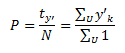 P = t_{y'} / N = ∑_U y'_k / ∑_U 1